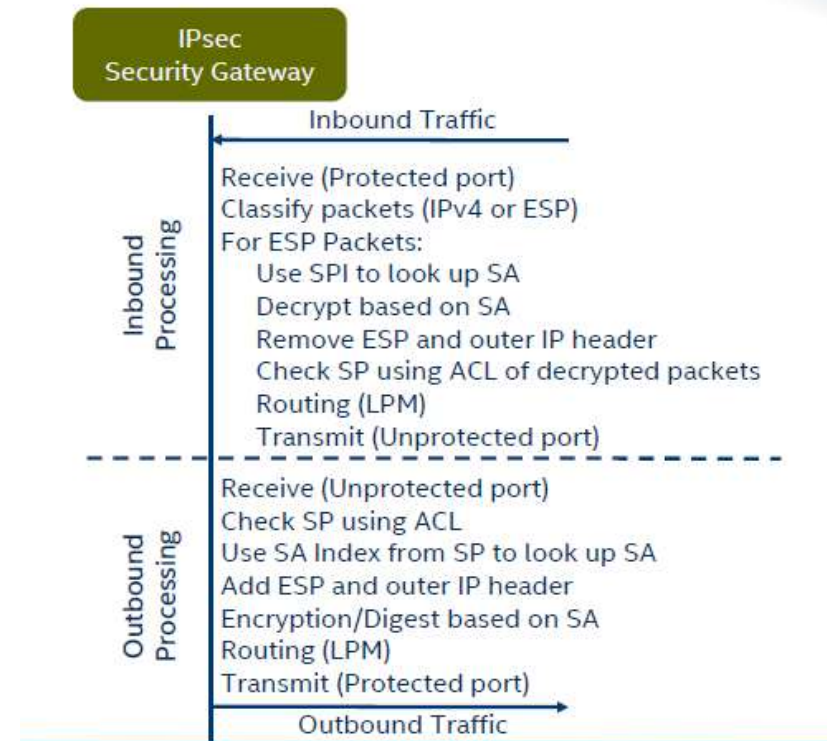 IPsec
Security Gateway
Inbound Traffic
Inbound
Processing
Receive (Protected port)
Classify packets (IPv4 or ESP)
For ESP Packets:
Use SPI to look up SA
Decrypt based on SA
Remove ESP and outer IP header
Check SP using ACL of decrypted packets
Routing (LPM)
Transmit (Unprotected port)
Outbound
Processing
Receive (Unprotected port)
Check SP using ACL
Use SA Index from SP to look up SA
Add ESP and outer IP header
Encryption/Digest based on SA
Routing (LPM)
Transmit (Protected port)
Outbound Traffic